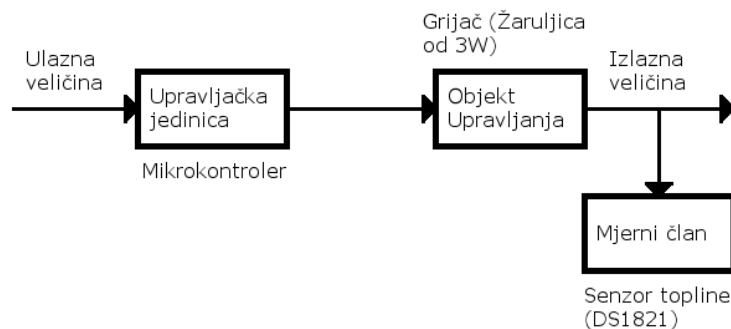 Grijač (Žaruljica
od 3W)
Ulazna
veličina
Izlazna
veličina
Upravljačka
jedinica
Objekt
Upravljanja
Mikrokontroler
Mjerni član
Senzor topline
(DS1821)